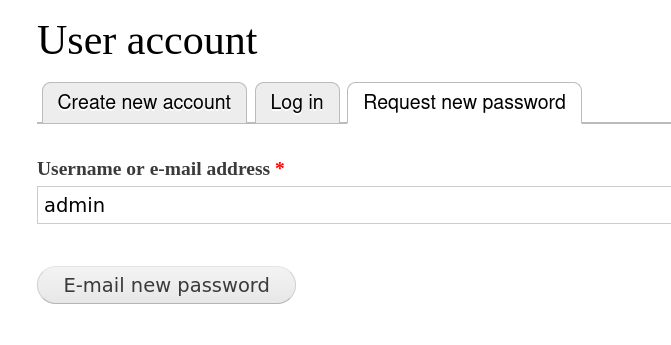 User account
Create new account Log in Request new password
Username or e-mail address *
admin
E-mail new password